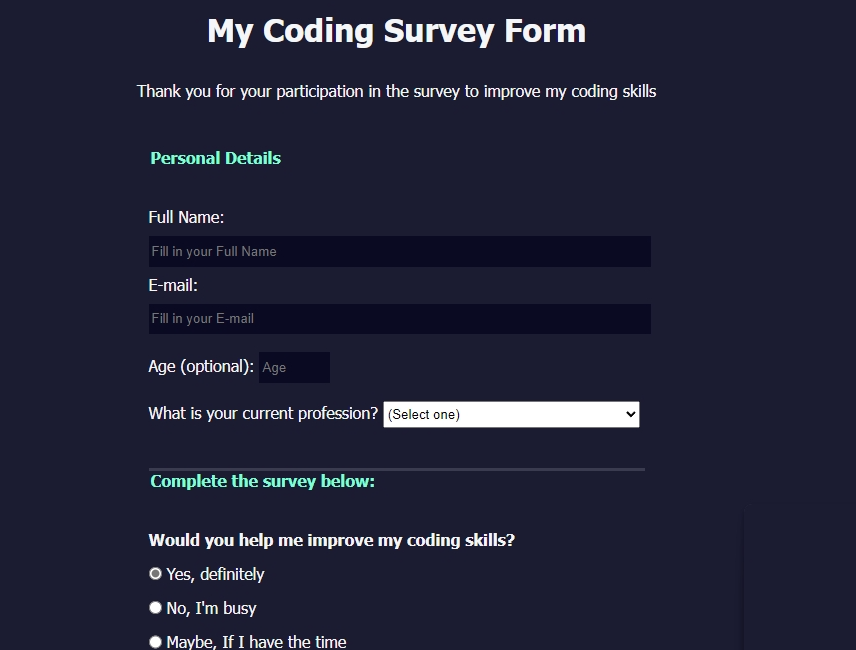 My Coding Survey Form
Thank you for your participation in the survey to improve my coding skills
Personal Details
Full Name:
Fill in your Full Name
E-mail:
Fill in your E-mail
Age (optional): Age
What is your current profession? (Select one)
Complete the survey below:
Would you help me improve my coding skills?
Yes, definitely
No, I'm busy
Maybe, If I have the time